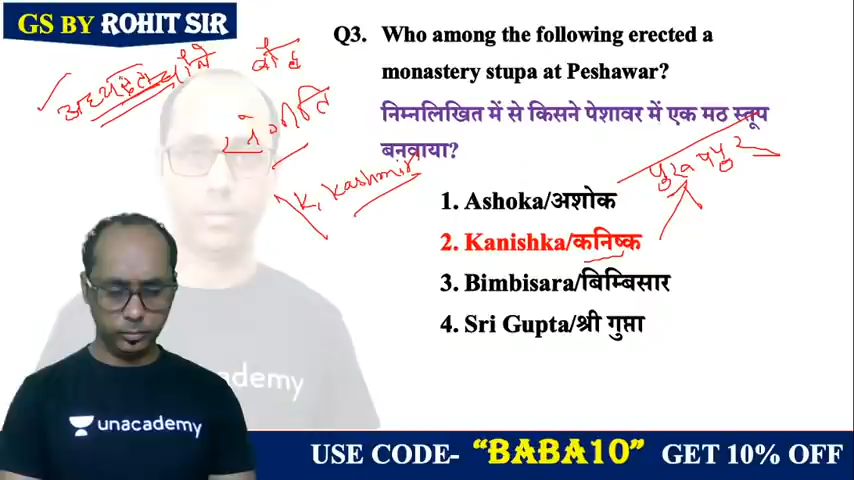 GS BY ROHIT SIR
Q3. Who among the following erected a
monastery stupa at Peshawar?
निम्नलिखित में से किसने पेशावर में एक मठ स्तूप
बनवाया?
1. Ashoka/अशोक
2. Kanishka/कनिष्क
3. Bimbisara/बिम्बिसार
4. Sri Gupta/श्री गुप्ता
बौद्ध
संगीति
K, Kashmir
demy
unacademy
USE CODE- “BABA10” GET 10% OFF